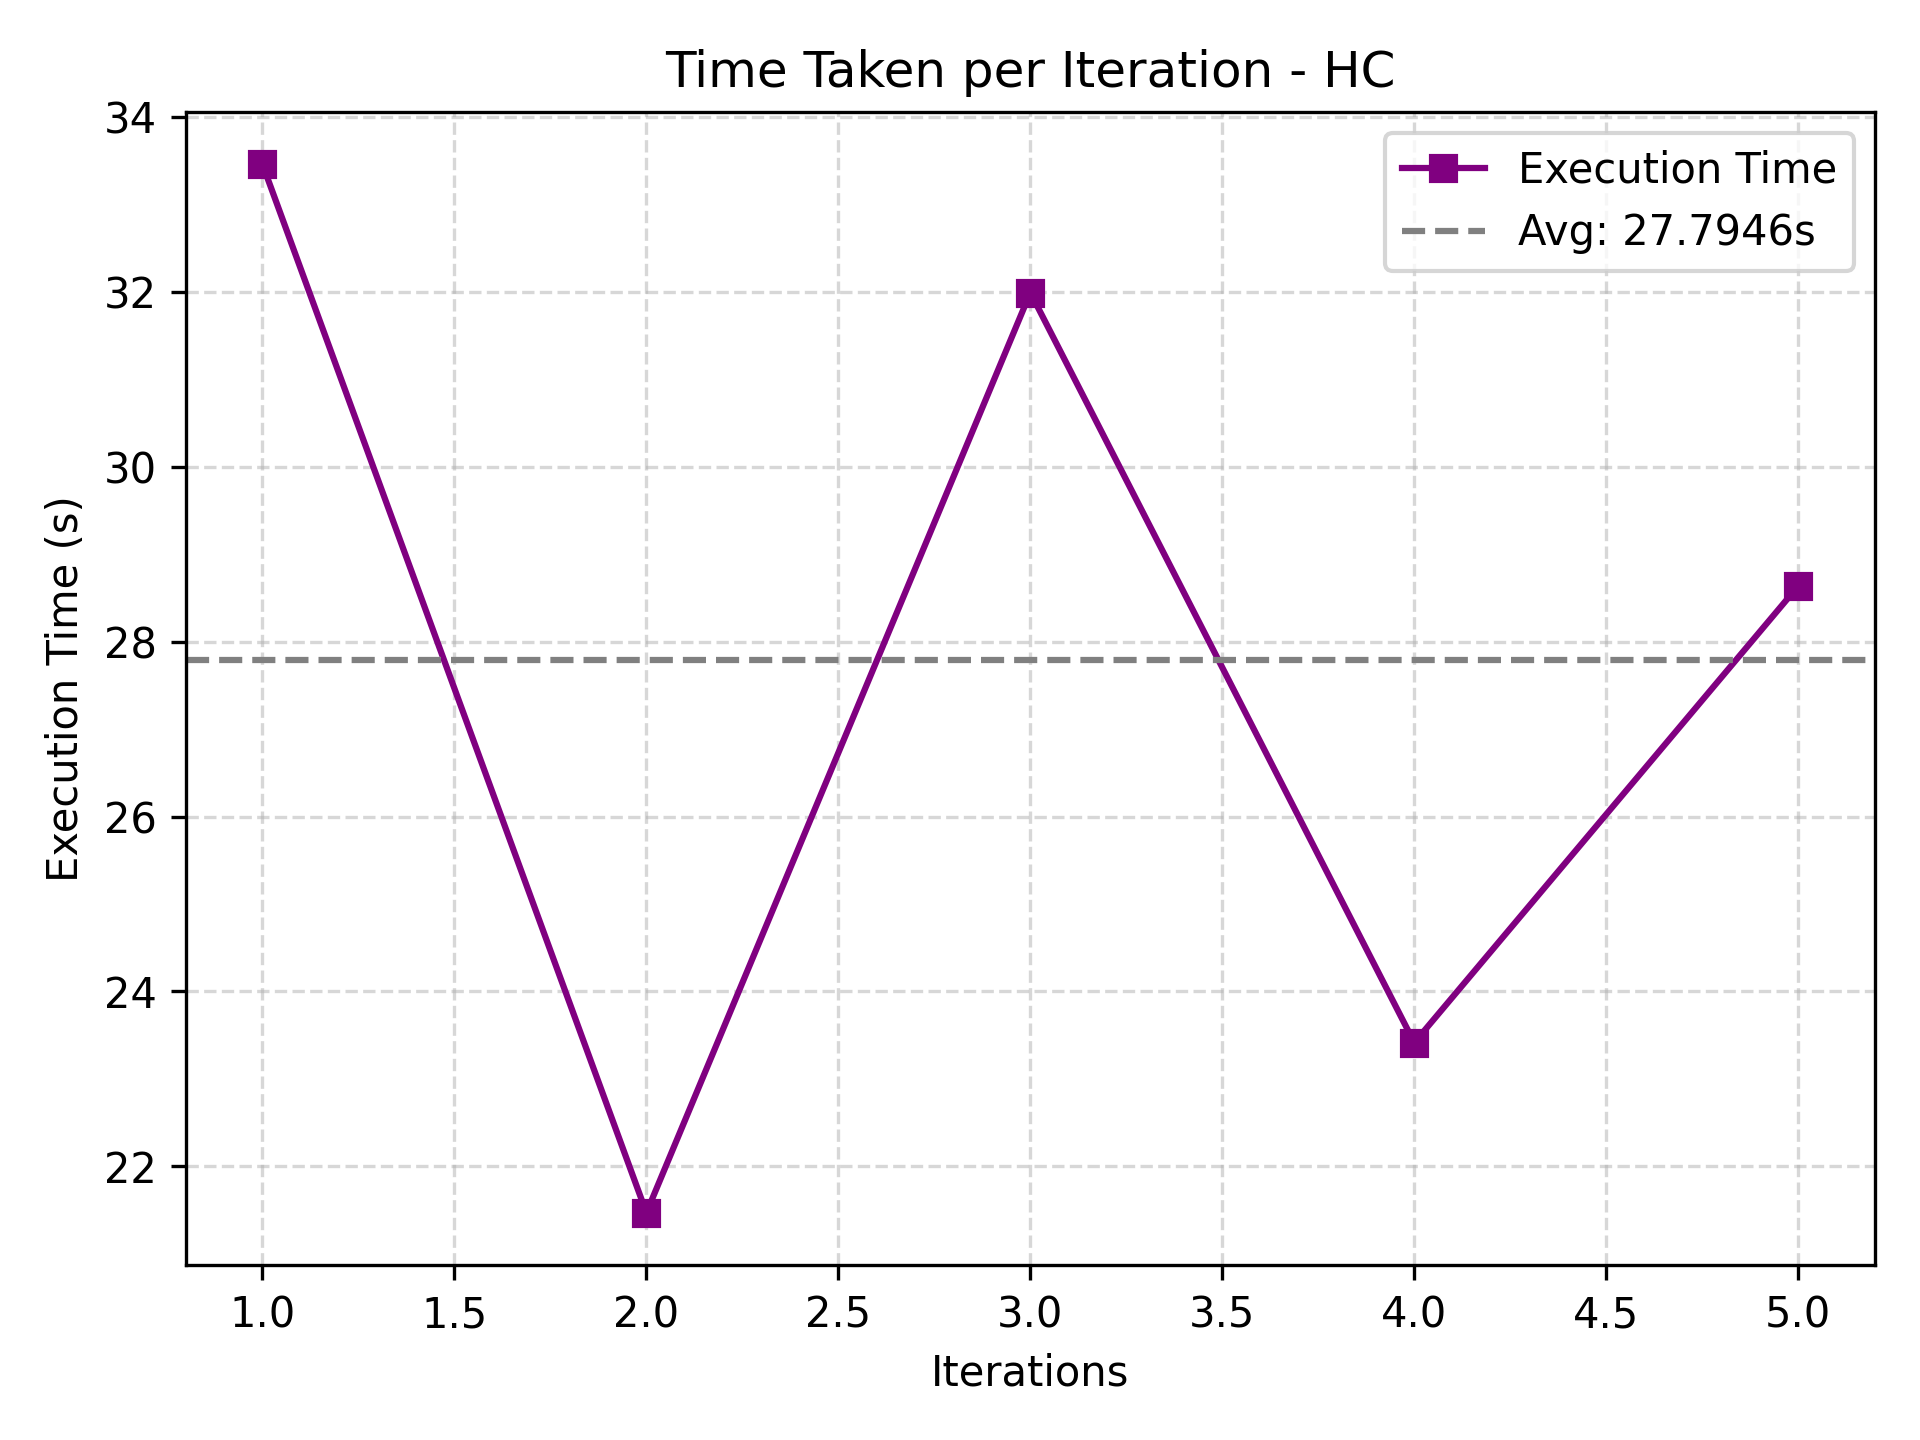 Time Taken per Iteration - HC
Execution Time
Avg: 27.7946s
Execution Time (s)
34
32
30
28
26
24
22
1.0 1.5 2.0 2.5 3.0 3.5 4.0 4.5 5.0
Iterations